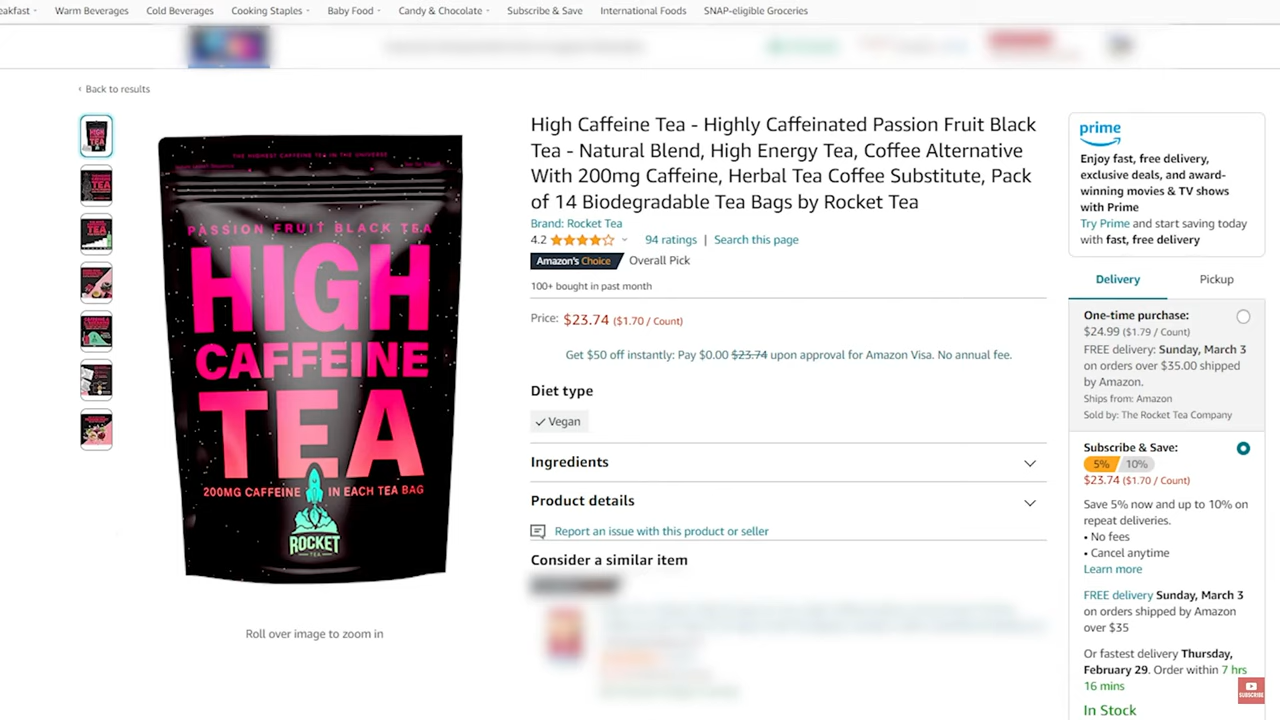 eakfast Warm Beverages Cold Beverages Cooking Staples Baby Food Candy & Chocolate Subscribe & Save International Foods SNAP-eligible Groceries
‹ Back to results
THE HIGHEST CAFFEINE TEA IN THE UNIVERSE
PASSION FRUIT BLACK TEA
HIGH
CAFFEINE
TEA
200MG CAFFEINE IN EACH TEA BAG
ROCKET
TEA
Roll over image to zoom in
High Caffeine Tea - Highly Caffeinated Passion Fruit Black
Tea - Natural Blend, High Energy Tea, Coffee Alternative
With 200mg Caffeine, Herbal Tea Coffee Substitute, Pack
of 14 Biodegradable Tea Bags by Rocket Tea
Brand: Rocket Tea
4.2 94 ratings | Search this page
Amazon's Choice Overall Pick
100+ bought in past month
Price: $23.74 ($1.70 / Count)
Get $50 off instantly: Pay $0.00 $23.74 upon approval for Amazon Visa. No annual fee.
Diet type
✓ Vegan
Ingredients
Product details
Report an issue with this product or seller
Consider a similar item
prime
Enjoy fast, free delivery,
exclusive deals, and award-
winning movies & TV shows
with Prime
Try Prime and start saving today
with fast, free delivery
Delivery Pickup
One-time purchase:
$24.99 ($1.79 / Count)
FREE delivery: Sunday, March 3
on orders over $35.00 shipped
by Amazon.
Ships from: Amazon
Sold by: The Rocket Tea Company
Subscribe & Save:
5% 10%
$23.74 ($1.70 / Count)
Save 5% now and up to 10% on
repeat deliveries.
• No fees
• Cancel anytime
Learn more
FREE delivery Sunday, March 3
on orders shipped by Amazon
over $35
Or fastest delivery Thursday,
February 29. Order within 7 hrs
16 mins
SUBSCRIBE
In Stock